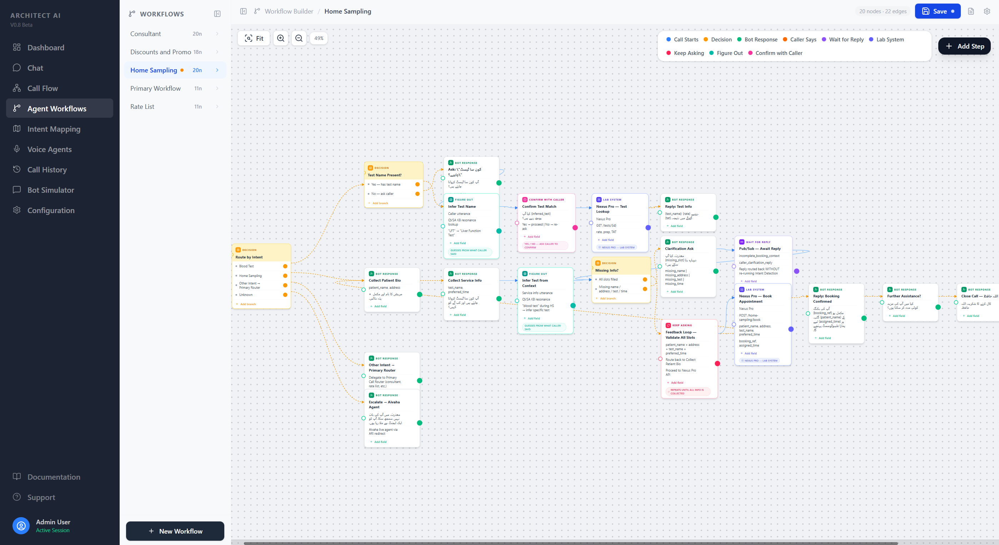 ARCHITECT AI
V0.8 Beta
Dashboard
Chat
Call Flow
Agent Workflows
Intent Mapping
Voice Agents
Call History
Bot Simulator
Configuration
Documentation
Support
Admin User
Active Session
WORKFLOWS
Consultant 20n
Discounts and Promo 18n
Home Sampling 20n
Primary Workflow 11n
Rate List 11n
New Workflow
Workflow Builder / Home Sampling
20 nodes · 22 edges
Save
Fit
49%
Call Starts Decision Bot Response Caller Says Wait for Reply Lab System
Keep Asking Figure Out Confirm with Caller
Add Step
DECISION
Route by Intent
Blood Test
Home Sampling
Other Intent →
Primary Router
Unknown
+ Add branch
DECISION
Test Name Present?
Yes — has test name
No — ask caller
+ Add branch
BOT RESPONSE
Ask: \"کون سا ٹیسٹ
چاہیے؟\"
آپ کون سا ٹیسٹ کروانا
چاہتے ہیں؟
FIGURE OUT
Infer Test Name
Caller utterance
QVSA KB resonance
lookup
"LFT" → "Liver Function
Test"
+ Add field
GUESSES FROM WHAT CALLER
SAID
CONFIRM WITH CALLER
Confirm Test Match
کیا آپ {inferred_test}
پوچھ رہے ہیں؟
Yes → proceed | No → re-
ask
+ Add field
YES / NO — ASK CALLER TO
CONFIRM
LAB SYSTEM
Nexus Pro — Test
Lookup
Nexus Pro
GET /tests/{id}
rate, prep, TAT
+ Add field
NEXUS PRO — LAB SYSTEM
BOT RESPONSE
Reply: Test Info
{test_name}: {rate} روپے،
{tat} گھنٹے میں نتیجہ۔
+ Add field
BOT RESPONSE
Collect Patient Bio
patient_name, address
= مریض کا نام اور مکمل
پتہ بتائیں۔
+ Add field
BOT RESPONSE
Collect Service Info
test_name,
preferred_time
آپ کون سا ٹیسٹ کروانا
چاہتے ہیں اور کب آئے کو
کہیں؟
+ Add field
FIGURE OUT
Infer Test from
Context
Service info utterance
QVSA KB resonance
"blood test" during HS
→ infer specific test
+ Add field
GUESSES FROM WHAT CALLER
SAID
DECISION
Missing Info?
All slots filled
Missing name /
address / test / time
+ Add branch
BOT RESPONSE
Clarification Ask
معذرت، کیا آپ
{missing_slot} دوبارہ بتا
سکتے ہیں؟
missing_name |
missing_address |
missing_test |
missing_time
+ Add field
WAIT FOR REPLY
Pub/Sub — Await Reply
incomplete_booking_context
caller_clarification_reply
Reply routed back WITHOUT
re-running Intent Detection
+ Add field
KEEP ASKING
Feedback Loop —
Validate All Slots
patient_name + address
+ test_name +
preferred_time
Route back to Collect
Patient Bio
Proceed to Nexus Pro
API
+ Add field
REPEATS UNTIL ALL INFO IS
COLLECTED
LAB SYSTEM
Nexus Pro — Book
Appointment
Nexus Pro
POST /home-
sampling/book
patient_name, address,
test_name,
preferred_time
booking_ref,
assigned_time
+ Add field
NEXUS PRO — LAB SYSTEM
BOT RESPONSE
Reply: Booking
Confirmed
آپ کی بکنگ
{booking_ref} مکمل ہو
گئی۔ {patient_name} کے
لیے {assigned_time} پر
ہمارا فلیبوٹومسٹ پہنچے
گا۔
+ Add field
BOT RESPONSE
Further Assistance?
کیا میں آپ کی مزید
کوئی مدد کر سکتا ہوں؟
+ Add field
BOT RESPONSE
Close Call — اللہ حافظ
کال کرنے کا شکریہ۔ اللہ
حافظ۔
+ Add field
BOT RESPONSE
Other Intent →
Primary Router
Delegate to Primary
Call Router (consultant,
rate list, etc.)
BOT RESPONSE
Escalate → Aivaha
Agent
معذرت، میں آپ کی بات
نہیں سمجھ سکا۔ آپ کو
ایک ایجنٹ سے ملا رہا ہوں۔
Aivaha live agent via
ARI redirect
+ Add field